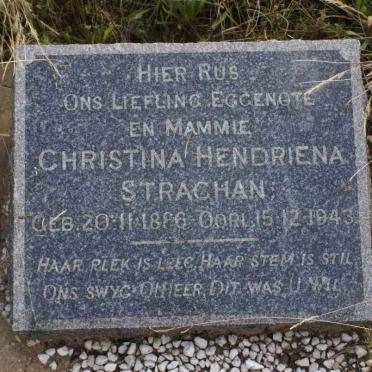 HIER RUS
ONS LIEFLING EGGENOTE
EN MAMMIE
CHRISTINA HENDRIENA
STRACHAN
GEB. 20·11·1886·OORL.15·12·1943
HAAR PLEK IS LEEG, HAAR STEM IS STIL
ONS SWYG O HEER, DIT WAS U WIL